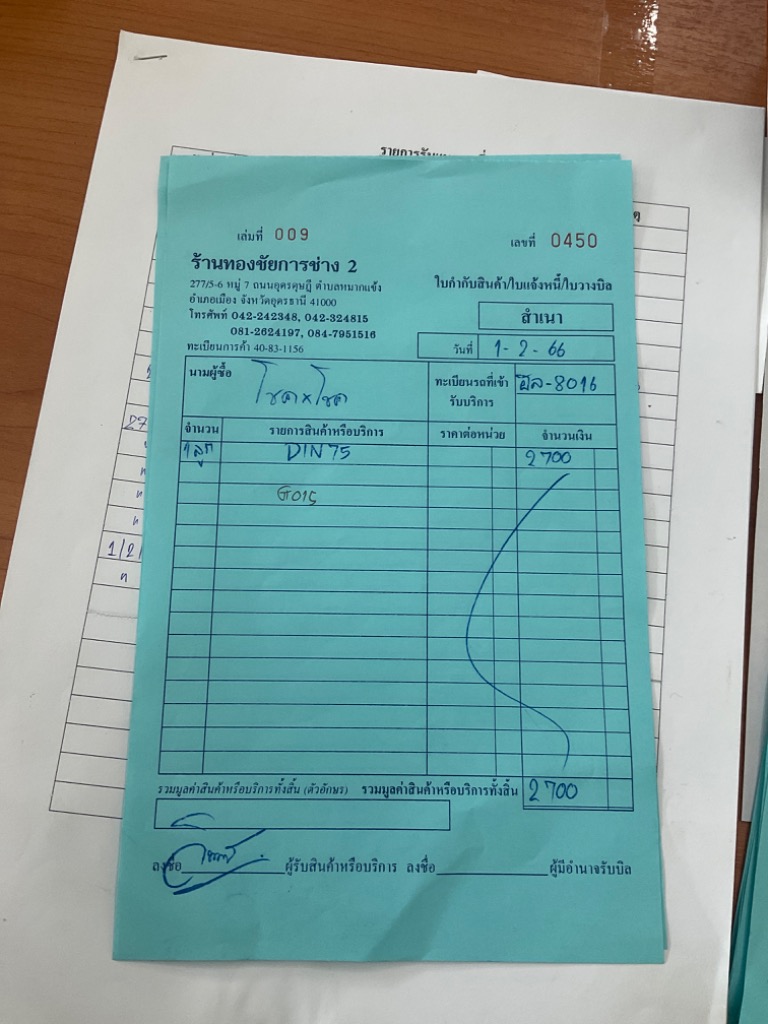 รายการรับ
เล่มที่ 009
เลขที่ 0450
ร้านทองชัยการช่าง 2
277/5-6 หมู่ 7 ถนนอุดรดุษฎี ตำบลหมากแข้ง
อำเภอเมือง จังหวัดอุดรธานี 41000
โทรศัพท์ 042-242348, 042-324815
081-2624197, 084-7951516
ทะเบียนการค้า 40-83-1156
ใบกำกับสินค้า/ใบแจ้งหนี้/ใบวางบิล
สำเนา
วันที่ 1-2-66
นามผู้ซื้อ โชค×โชค
ทะเบียนรถที่เข้ารับบริการ -8016
จำนวน รายการสินค้าหรือบริการ ราคาต่อหน่วย จำนวนเงิน
1ลูก DIN 75 2700
G015
รวมมูลค่าสินค้าหรือบริการทั้งสิ้น (ตัวอักษร) รวมมูลค่าสินค้าหรือบริการทั้งสิ้น 2700
ลงชื่อ ผู้รับสินค้าหรือบริการ ลงชื่อ ผู้มีอำนาจรับบิล
27
1/2/